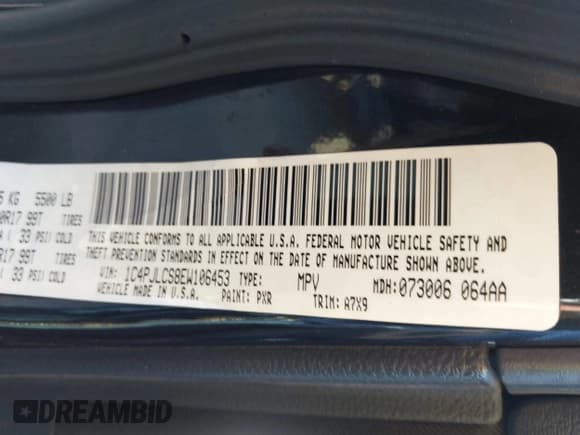 5 KG 5500 LB
0R17 99T TIRES
33 PSI/ COLD
R17 99T TIRES
33 PSI/ COLD
THIS VEHICLE CONFORMS TO ALL APPLICABLE U.S.A. FEDERAL MOTOR VEHICLE SAFETY AND
THEFT PREVENTION STANDARDS IN EFFECT ON THE DATE OF MANUFACTURE SHOWN ABOVE.
VIN: 1C4PJLCS8EW106453 TYPE: MPV MDH:073006 064AA
VEHICLE MADE IN U.S.A. PAINT: PXR TRIM: A7X9
DREAMBID